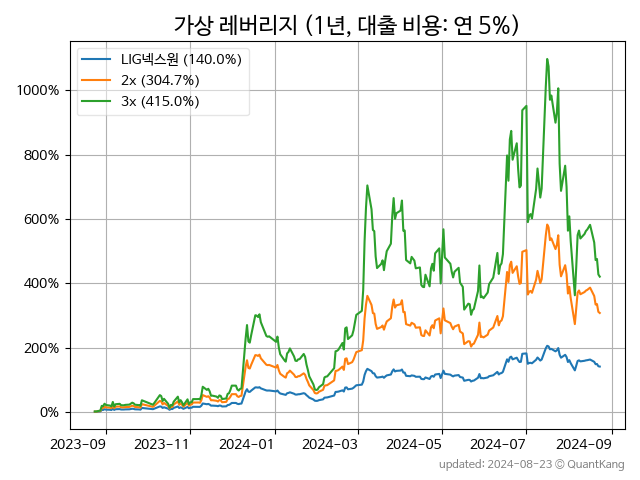 가상 레버리지 (1년, 대출 비용: 연 5%)
LIG넥스원 (140.0%)
2x (304.7%)
3x (415.0%)
1000%
800%
600%
400%
200%
0%
2023-09 2023-11 2024-01 2024-03 2024-05 2024-07 2024-09
updated: 2024-08-23 © QuantKang